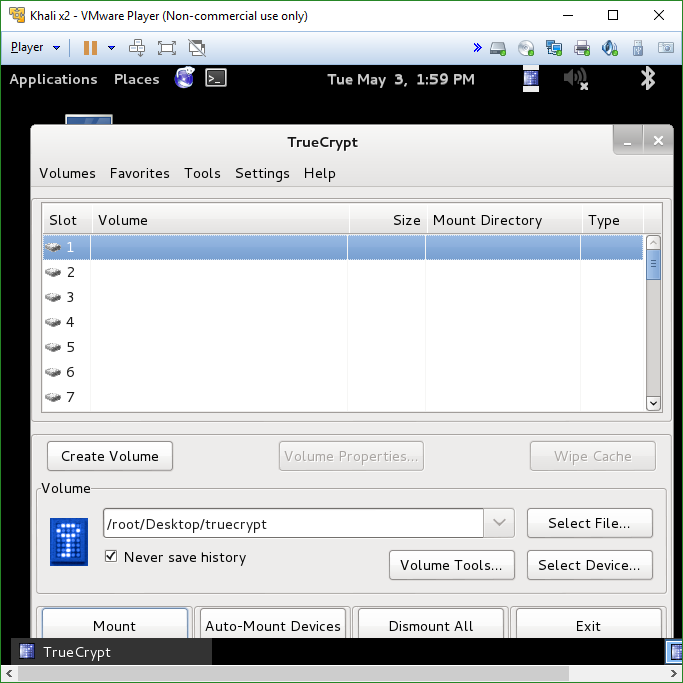 Khali x2 - VMware Player (Non-commercial use only)
Player
Applications Places Tue May 3, 1:59 PM
TrueCrypt
Volumes Favorites Tools Settings Help
Slot Volume Size Mount Directory Type
1
2
3
4
5
6
7
Create Volume Volume Properties... Wipe Cache
Volume
/root/Desktop/truecrypt Select File...
Never save history
Volume Tools... Select Device...
Mount Auto-Mount Devices Dismount All Exit
TrueCrypt